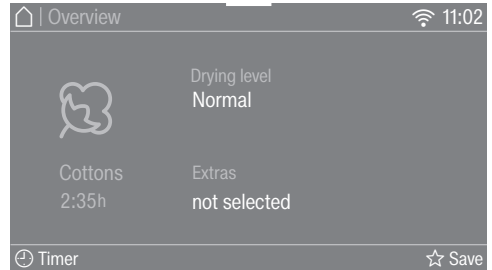 | Overview
11:02
Drying level
Normal
Cottons
2:35h
Extras
not selected
Timer
Save